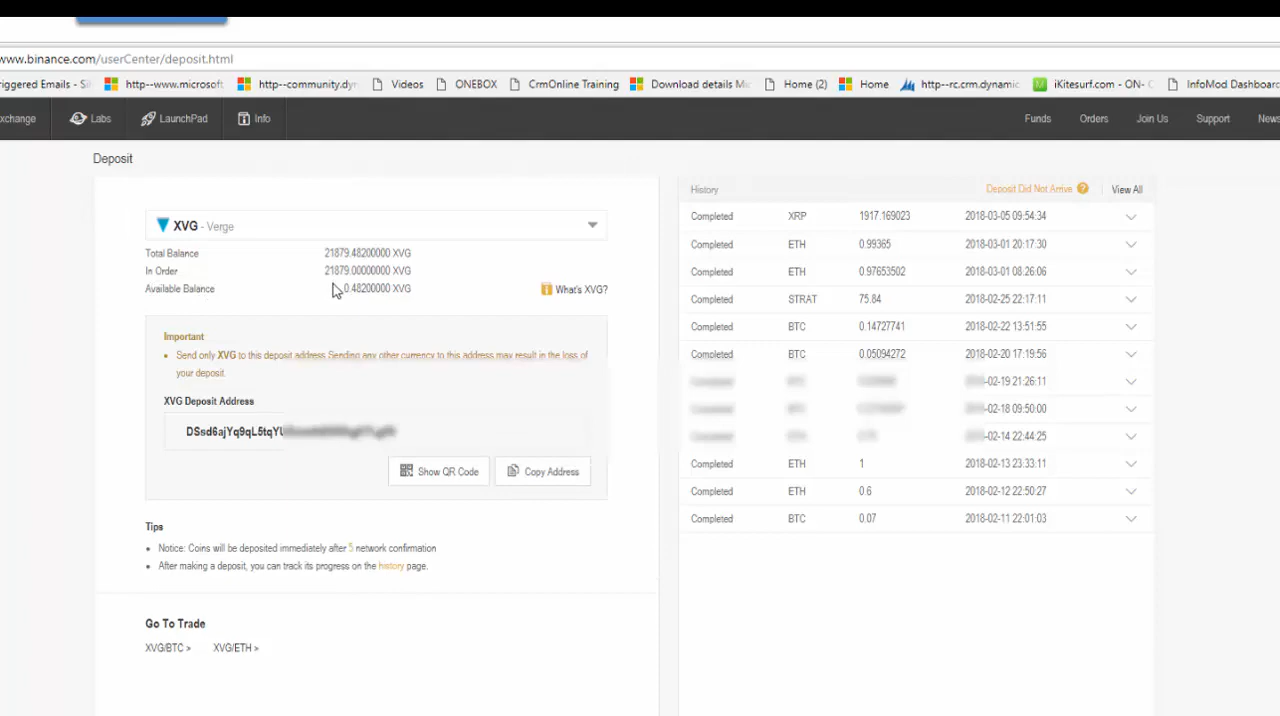 www.binance.com/userCenter/deposit.html
riggered Emails - Sil http--www.microsoft http--community.dyn Videos ONEBOX CrmOnline Training Download details Mic Home (2) Home http--rc.crm.dynamic iKitesurf.com - ON- C InfoMod Dashboard
xchange Labs LaunchPad Info Funds Orders Join Us Support News
Deposit
XVG - Verge
Total Balance 21879.48200000 XVG
In Order 21879.00000000 XVG
Available Balance 0.48200000 XVG
What's XVG?
Important
• Send only XVG to this deposit address.Sending any other currency to this address may result in the loss of
your deposit.
XVG Deposit Address
DSsd6ajYq9qL5tqY
Show QR Code Copy Address
Tips
• Notice: Coins will be deposited immediately after 5 network confirmation
• After making a deposit, you can track its progress on the history page.
Go To Trade
XVG/BTC » XVG/ETH »
History Deposit Did Not Arrive ? View All
Completed XRP 1917.169023 2018-03-05 09:54:34
Completed ETH 0.99365 2018-03-01 20:17:30
Completed ETH 0.97653502 2018-03-01 08:26:06
Completed STRAT 75.84 2018-02-25 22:17:11
Completed BTC 0.14727741 2018-02-22 13:51:55
Completed BTC 0.05094272 2018-02-20 17:19:56
-02-19 21:26:11
-02-18 09:50:00
-02-14 22:44:25
Completed ETH 1 2018-02-13 23:33:11
Completed ETH 0.6 2018-02-12 22:50:27
Completed BTC 0.07 2018-02-11 22:01:03